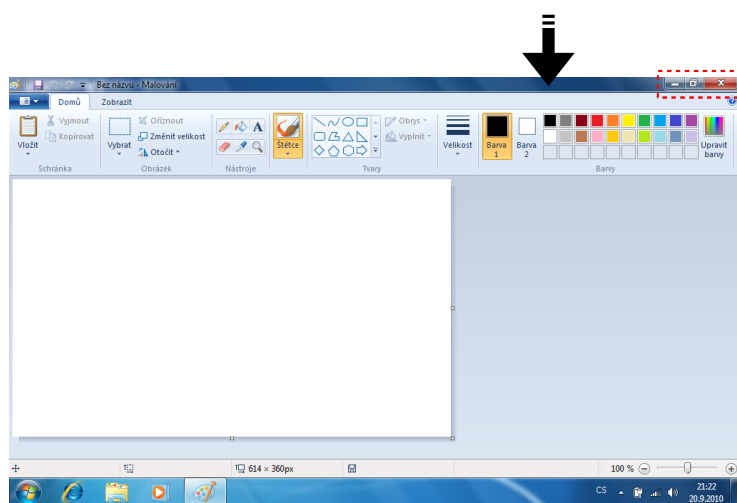 Bez názvu - Malování
Domů Zobrazit
Vložit
Vyjmout
Kopírovat
Schránka
Vybrat
Oříznout
Změnit velikost
Otočit
Obrázek
A
Nástroje
Štětce
Obrys
Vyplnit
Tvary
Velikost
Barva 1
Barva 2
Upravit barvy
Barvy
614 × 360px
100 %
CS
21:22
20.9.2010